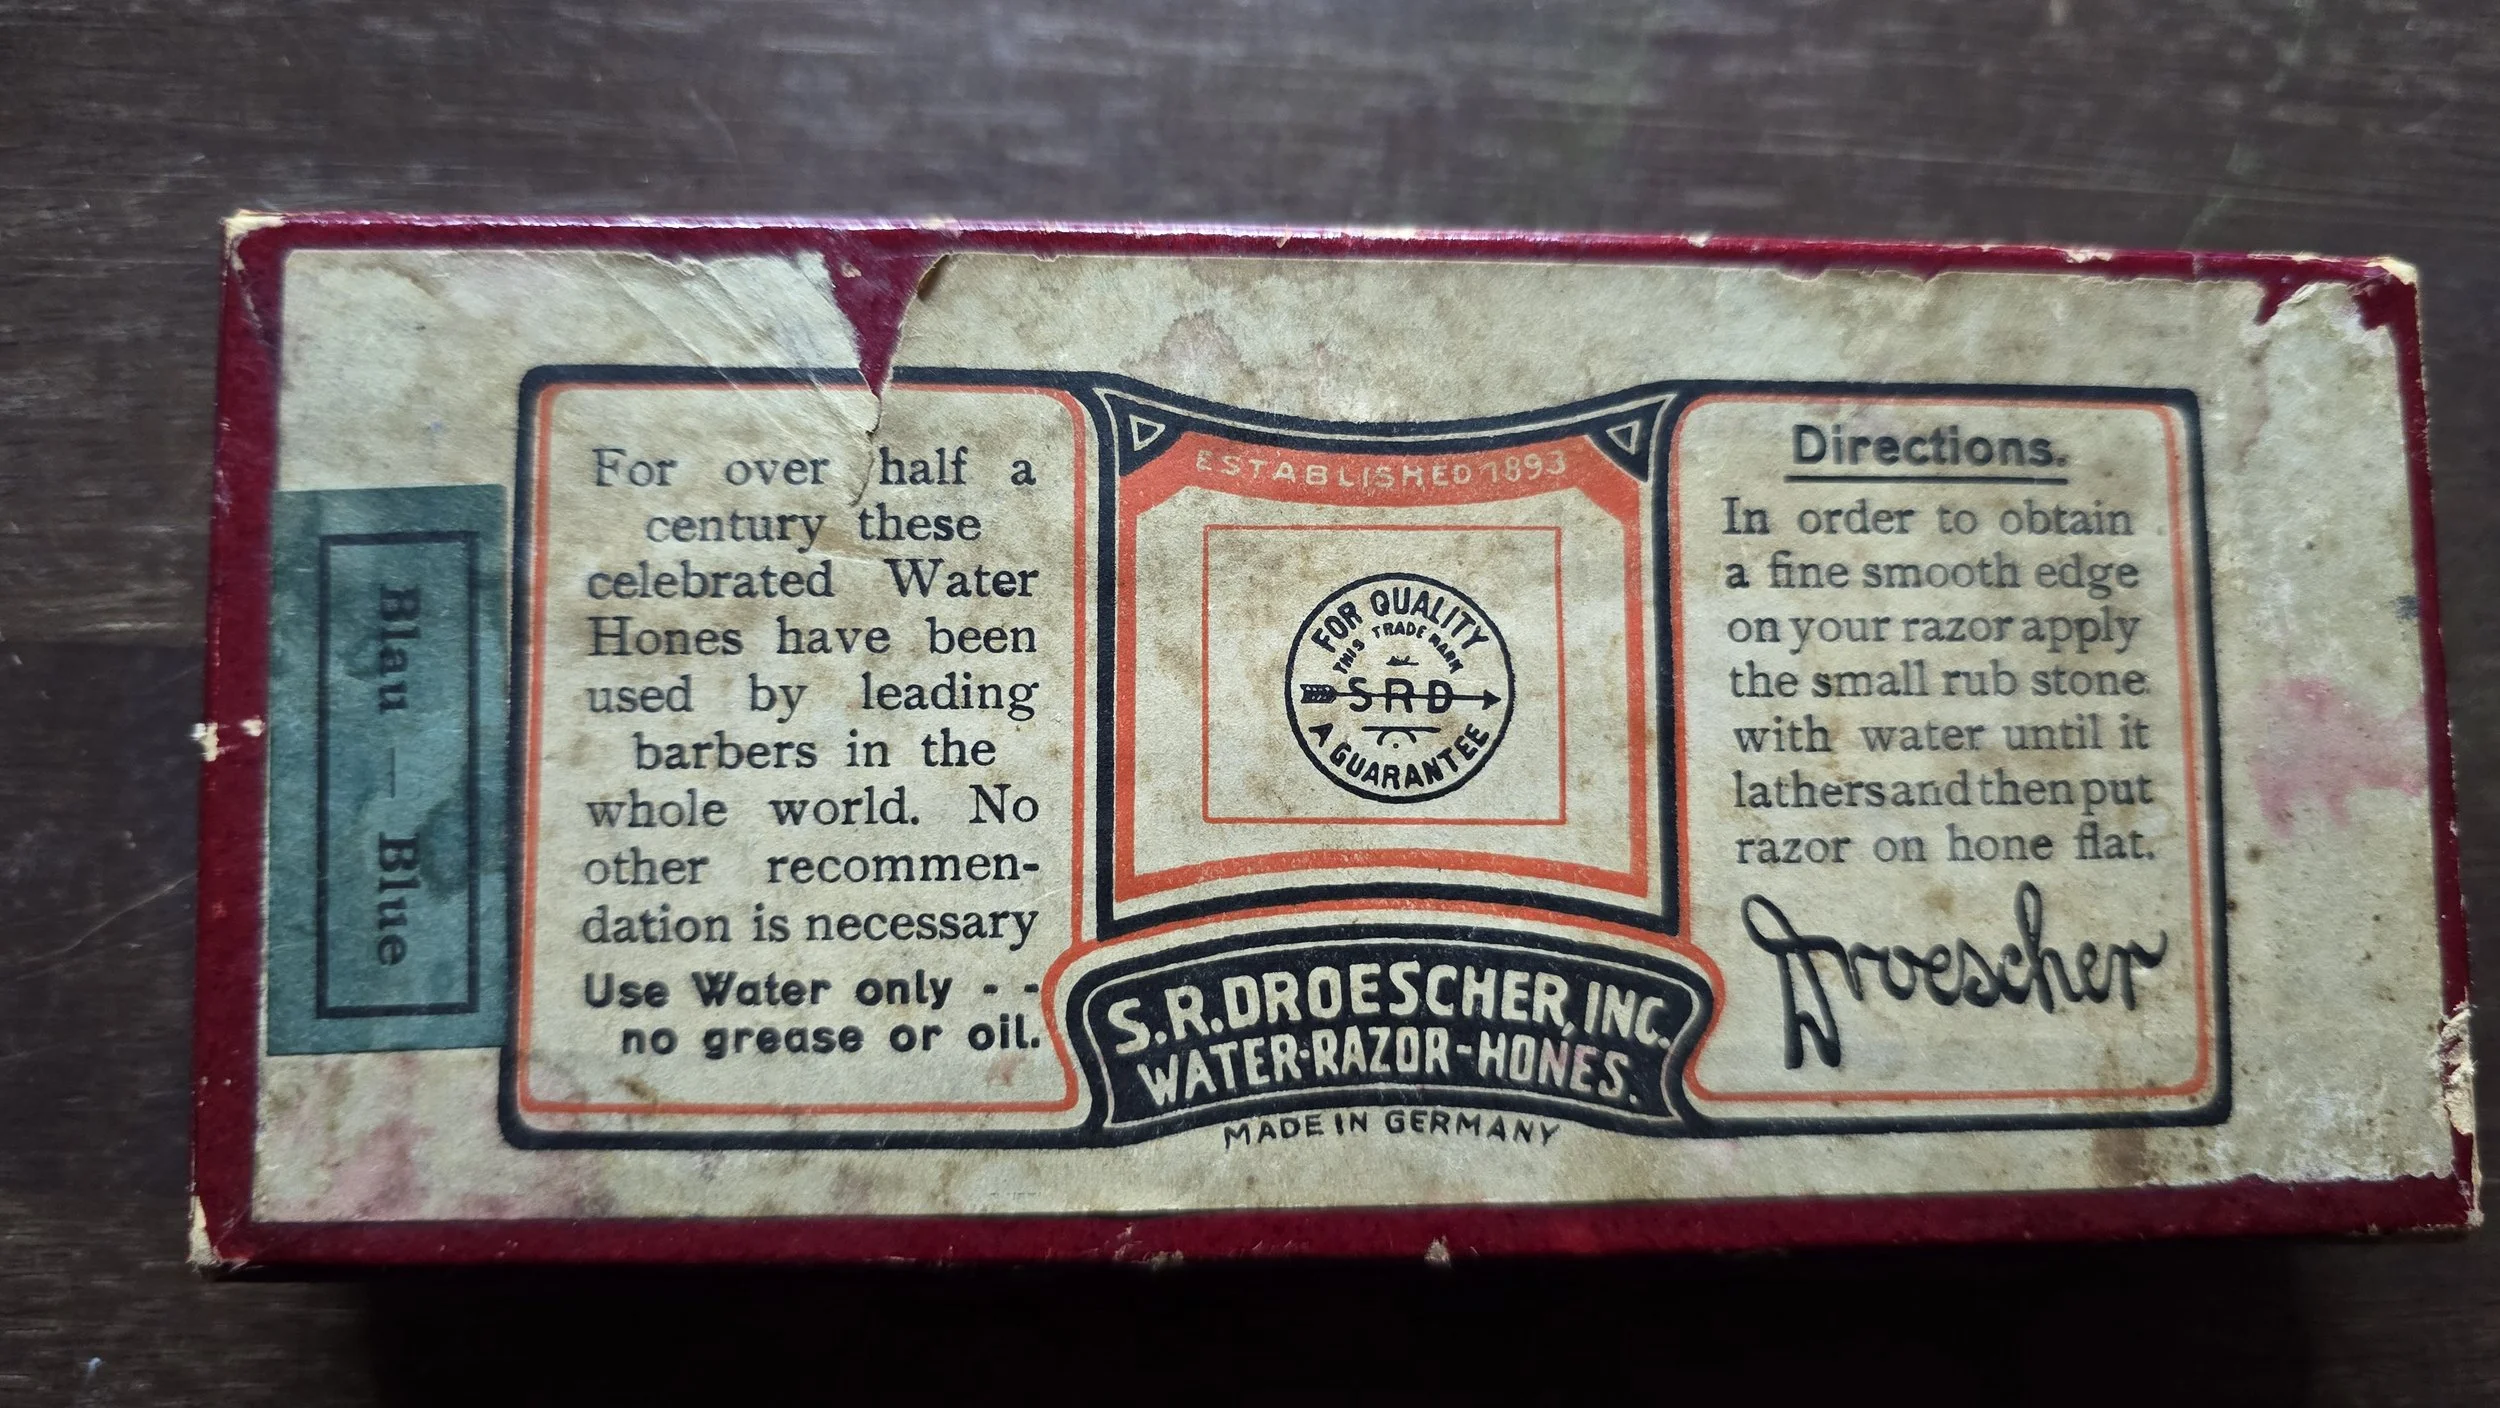 Blau — Blue
For over half a
century these
celebrated Water
Hones have been
used by leading
barbers in the
whole world. No
other recommen-
dation is necessary
Use Water only - -
no grease or oil.
ESTABLISHED 1893
FOR QUALITY
THIS TRADE MARK
SRD
A GUARANTEE
S.R. DROESCHER, INC.
WATER-RAZOR-HONES.
MADE IN GERMANY
Directions.
In order to obtain
a fine smooth edge
on your razor apply
the small rub stone
with water until it
lathers and then put
razor on hone flat.
Droescher